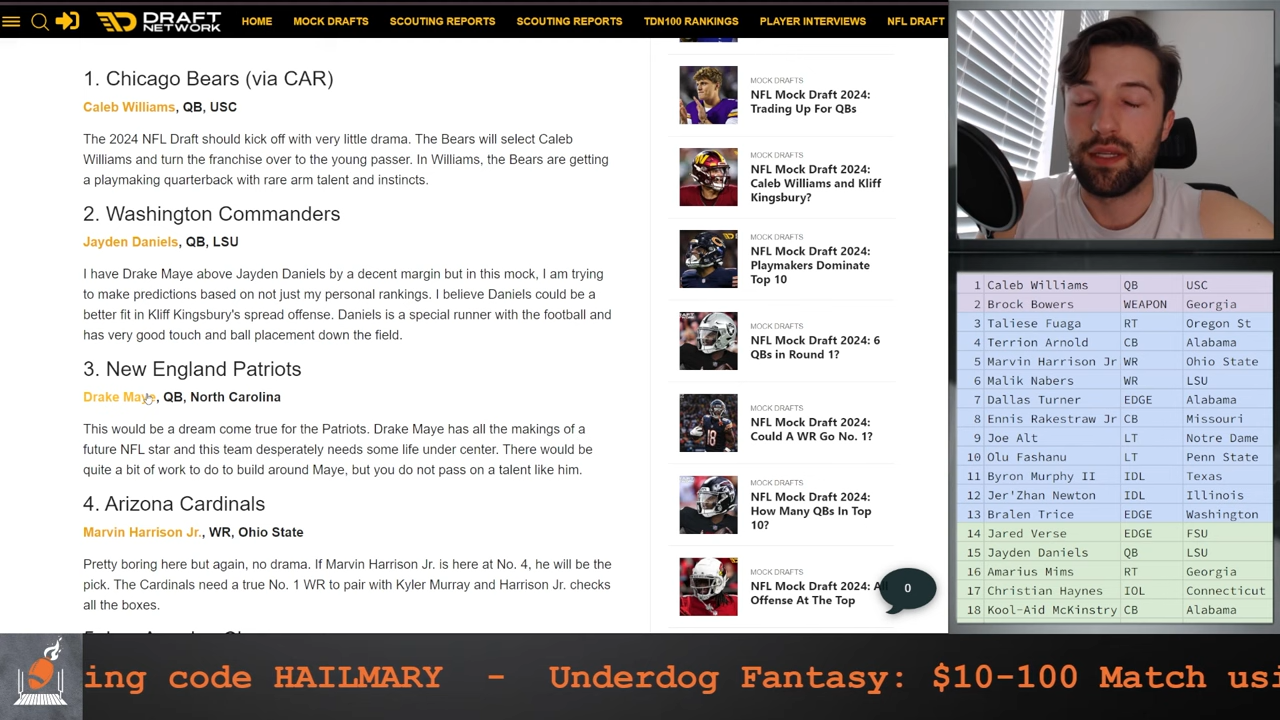 DRAFT NETWORK
HOME MOCK DRAFTS SCOUTING REPORTS SCOUTING REPORTS TDN100 RANKINGS PLAYER INTERVIEWS NFL DRAFT
1. Chicago Bears (via CAR)
Caleb Williams, QB, USC
The 2024 NFL Draft should kick off with very little drama. The Bears will select Caleb
Williams and turn the franchise over to the young passer. In Williams, the Bears are getting
a playmaking quarterback with rare arm talent and instincts.
2. Washington Commanders
Jayden Daniels, QB, LSU
I have Drake Maye above Jayden Daniels by a decent margin but in this mock, I am trying
to make predictions based on not just my personal rankings. I believe Daniels could be a
better fit in Kliff Kingsbury's spread offense. Daniels is a special runner with the football and
has very good touch and ball placement down the field.
3. New England Patriots
Drake Maye, QB, North Carolina
This would be a dream come true for the Patriots. Drake Maye has all the makings of a
future NFL star and this team desperately needs some life under center. There would be
quite a bit of work to do to build around Maye, but you do not pass on a talent like him.
4. Arizona Cardinals
Marvin Harrison Jr., WR, Ohio State
Pretty boring here but again, no drama. If Marvin Harrison Jr. is here at No. 4, he will be the
pick. The Cardinals need a true No. 1 WR to pair with Kyler Murray and Harrison Jr. checks
all the boxes.
MOCK DRAFTS
NFL Mock Draft 2024:
Trading Up For QBs
MOCK DRAFTS
NFL Mock Draft 2024:
Caleb Williams and Kliff
Kingsbury?
MOCK DRAFTS
NFL Mock Draft 2024:
Playmakers Dominate
Top 10
MOCK DRAFTS
NFL Mock Draft 2024: 6
QBs in Round 1?
MOCK DRAFTS
NFL Mock Draft 2024:
Could A WR Go No. 1?
MOCK DRAFTS
NFL Mock Draft 2024:
How Many QBs In Top
10?
MOCK DRAFTS
NFL Mock Draft 2024: All
Offense At The Top
0
1 Caleb Williams QB USC
2 Brock Bowers WEAPON Georgia
3 Taliese Fuaga RT Oregon St
4 Terrion Arnold CB Alabama
5 Marvin Harrison Jr WR Ohio State
6 Malik Nabers WR LSU
7 Dallas Turner EDGE Alabama
8 Ennis Rakestraw Jr CB Missouri
9 Joe Alt LT Notre Dame
10 Olu Fashanu LT Penn State
11 Byron Murphy II IDL Texas
12 Jer'Zhan Newton IDL Illinois
13 Bralen Trice EDGE Washington
14 Jared Verse EDGE FSU
15 Jayden Daniels QB LSU
16 Amarius Mims RT Georgia
17 Christian Haynes IOL Connecticut
18 Kool-Aid McKinstry CB Alabama
ing code HAILMARY - Underdog Fantasy: $10-100 Match usi